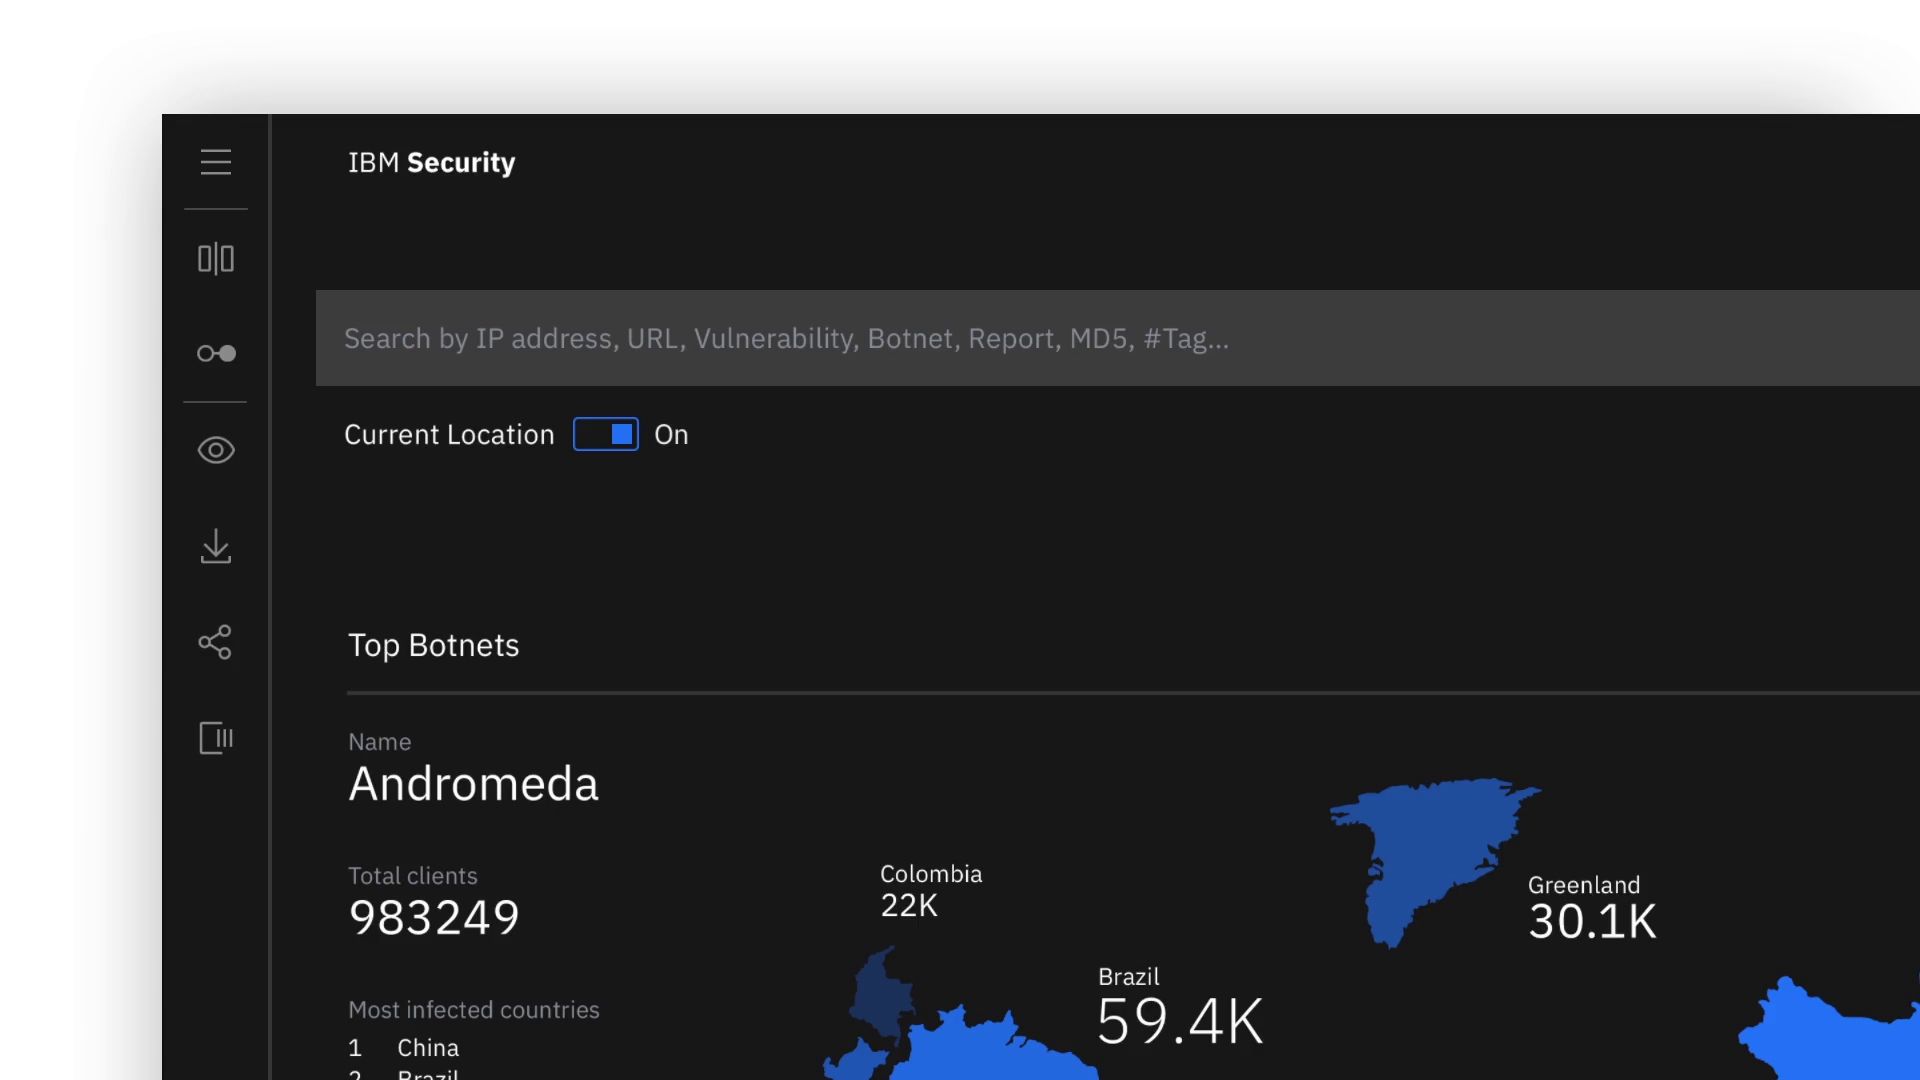 IBM Security
Search by IP address, URL, Vulnerability, Botnet, Report, MD5, #Tag...
Current Location On
Top Botnets
Name
Andromeda
Total clients
983249
Colombia
22K
Greenland
30.1K
Brazil
59.4K
Most infected countries
1 China
2 Brazil